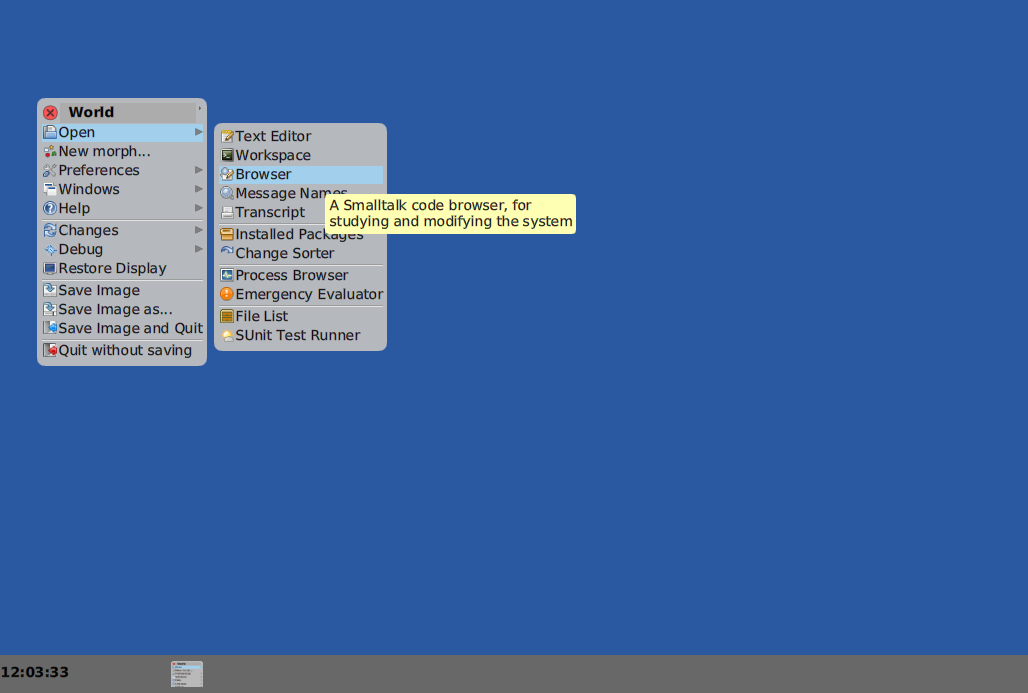 World
Open
New morph...
Preferences
Windows
Help
Changes
Debug
Restore Display
Save Image
Save Image as...
Save Image and Quit
Quit without saving
Text Editor
Workspace
Browser
Message Names
Transcript
Installed Packages
Change Sorter
Process Browser
Emergency Evaluator
File List
SUnit Test Runner
A Smalltalk code browser, for
studying and modifying the system
12:03:33